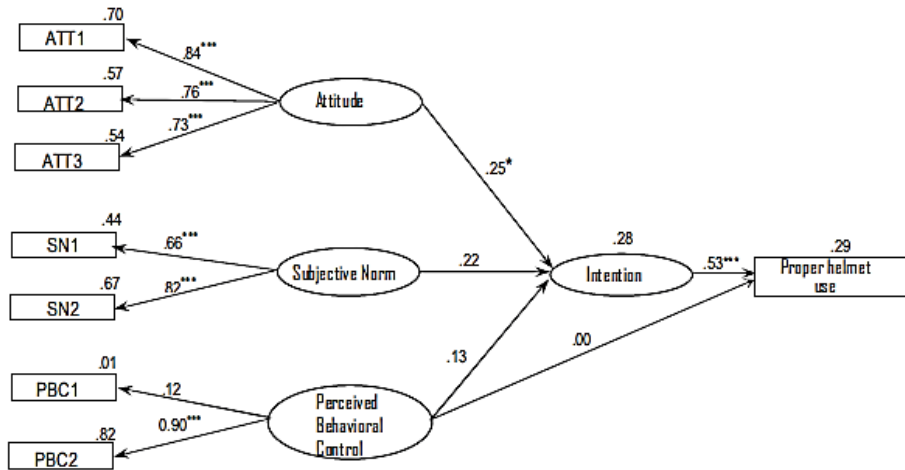 .70
ATT1
.84***
.57
ATT2
.76***
Attitude
.73***
.54
ATT3
.25*
.44
SN1
.66***
Subjective Norm
.22
.28
Intention
.53***
.29
Proper helmet
use
.67
SN2
.82***
.00
.13
.01
PBC1
.12
Perceived
Behavioral
Control
0.90***
.82
PBC2